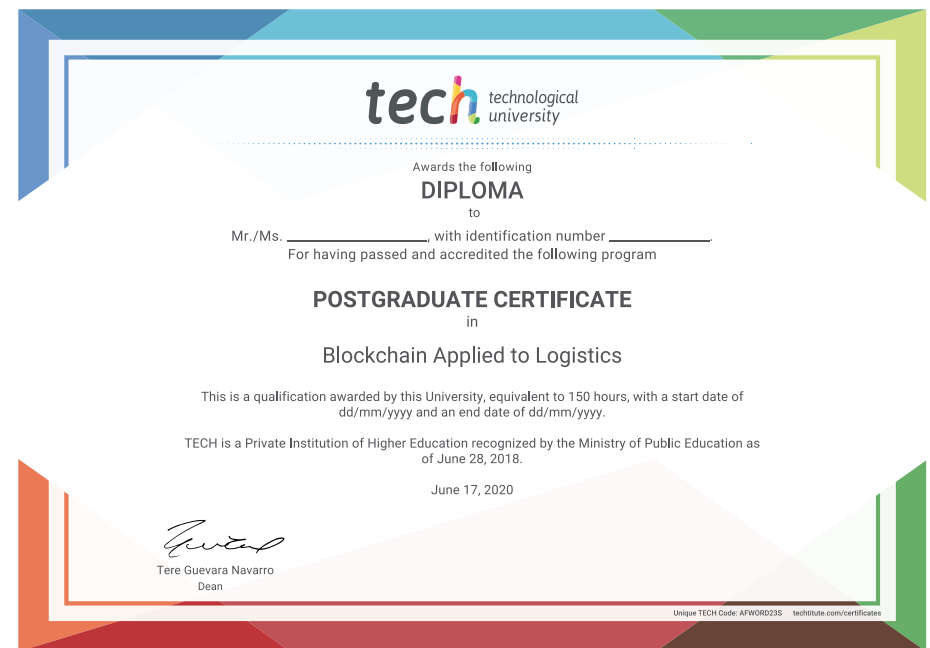 tech technological
university
Awards the following
DIPLOMA
to
Mr./Ms. ____________________, with identification number ______________.
For having passed and accredited the following program
POSTGRADUATE CERTIFICATE
in
Blockchain Applied to Logistics
This is a qualification awarded by this University, equivalent to 150 hours, with a start date of
dd/mm/yyyy and an end date of dd/mm/yyyy.
TECH is a Private Institution of Higher Education recognized by the Ministry of Public Education as
of June 28, 2018.
June 17, 2020
Tere Guevara Navarro
Dean
Unique TECH Code: AFWORD23S techtitute.com/certificates